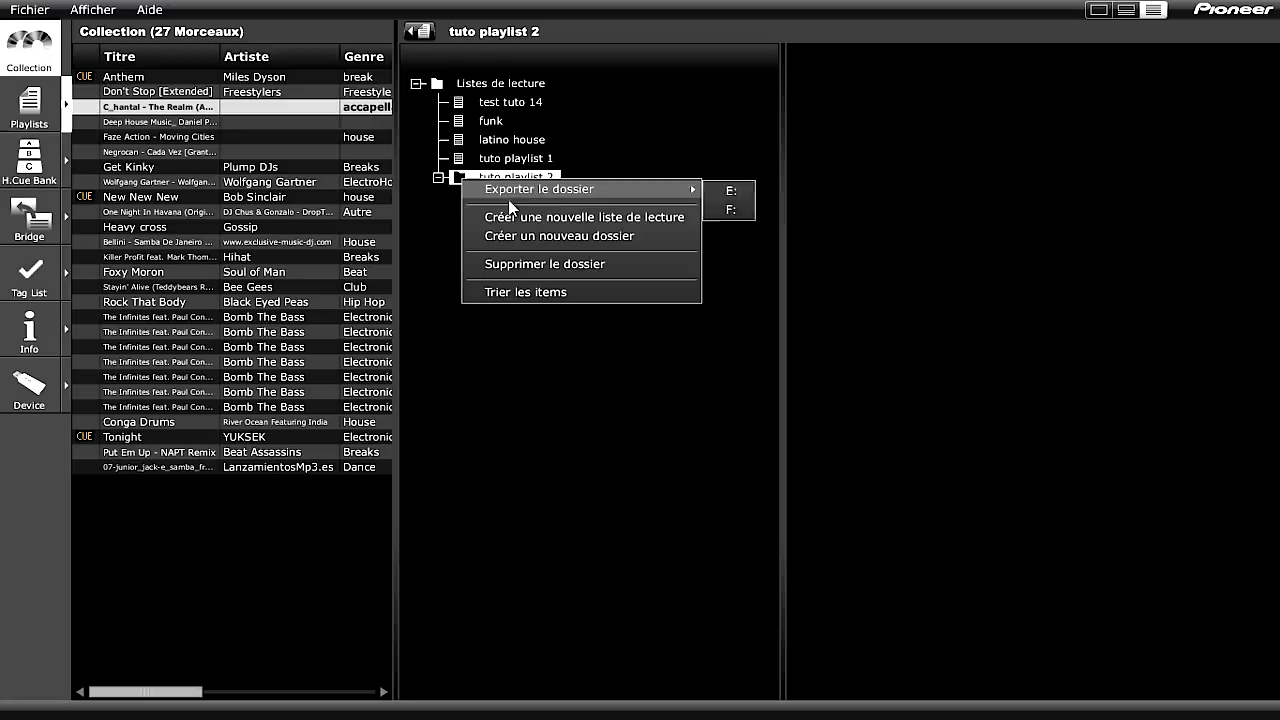 Fichier Afficher Aide
Pioneer
Collection (27 Morceaux)
Titre Artiste Genre
CUE Anthem Miles Dyson break
Don't Stop [Extended] Freestylers Freestyle
C_hantal - The Realm (A... accapell
Deep House Music_ Daniel P...
Faze Action - Moving Cities house
Negrocan - Cada Vez [Grant...
Get Kinky Plump DJs Breaks
Wolfgang Gartner - Wolfgang... Wolfgang Gartner ElectroHo
CUE New New New Bob Sinclair house
One Night In Havana (Origi... DJ Chus & Gonzalo - DropT... Autre
Heavy cross Gossip
Bellini - Samba De Janeiro ... www.exclusive-music-dj.com House
Killer Profit feat. Mark Thom... Hihat Breaks
Foxy Moron Soul of Man Beat
Stayin' Alive (Teddybears R... Bee Gees Club
Rock That Body Black Eyed Peas Hip Hop
The Infinites feat. Paul Con... Bomb The Bass Electronic
The Infinites feat. Paul Con... Bomb The Bass Electronic
The Infinites feat. Paul Con... Bomb The Bass Electronic
The Infinites feat. Paul Con... Bomb The Bass Electronic
The Infinites feat. Paul Con... Bomb The Bass Electronic
The Infinites feat. Paul Con... Bomb The Bass Electronic
The Infinites feat. Paul Con... Bomb The Bass Electronic
Conga Drums River Ocean Featuring India House
CUE Tonight YUKSEK Electronic
Put Em Up - NAPT Remix Beat Assassins Breaks
07-junior_jack-e_samba_fr... LanzamientosMp3.es Dance
Collection
Playlists
A
B
C
H.Cue Bank
Bridge
Tag List
Info
Device
tuto playlist 2
Listes de lecture
test tuto 14
funk
latino house
tuto playlist 1
tuto playlist 2
Exporter le dossier
Créer une nouvelle liste de lecture
Créer un nouveau dossier
Supprimer le dossier
Trier les items
E:
F: